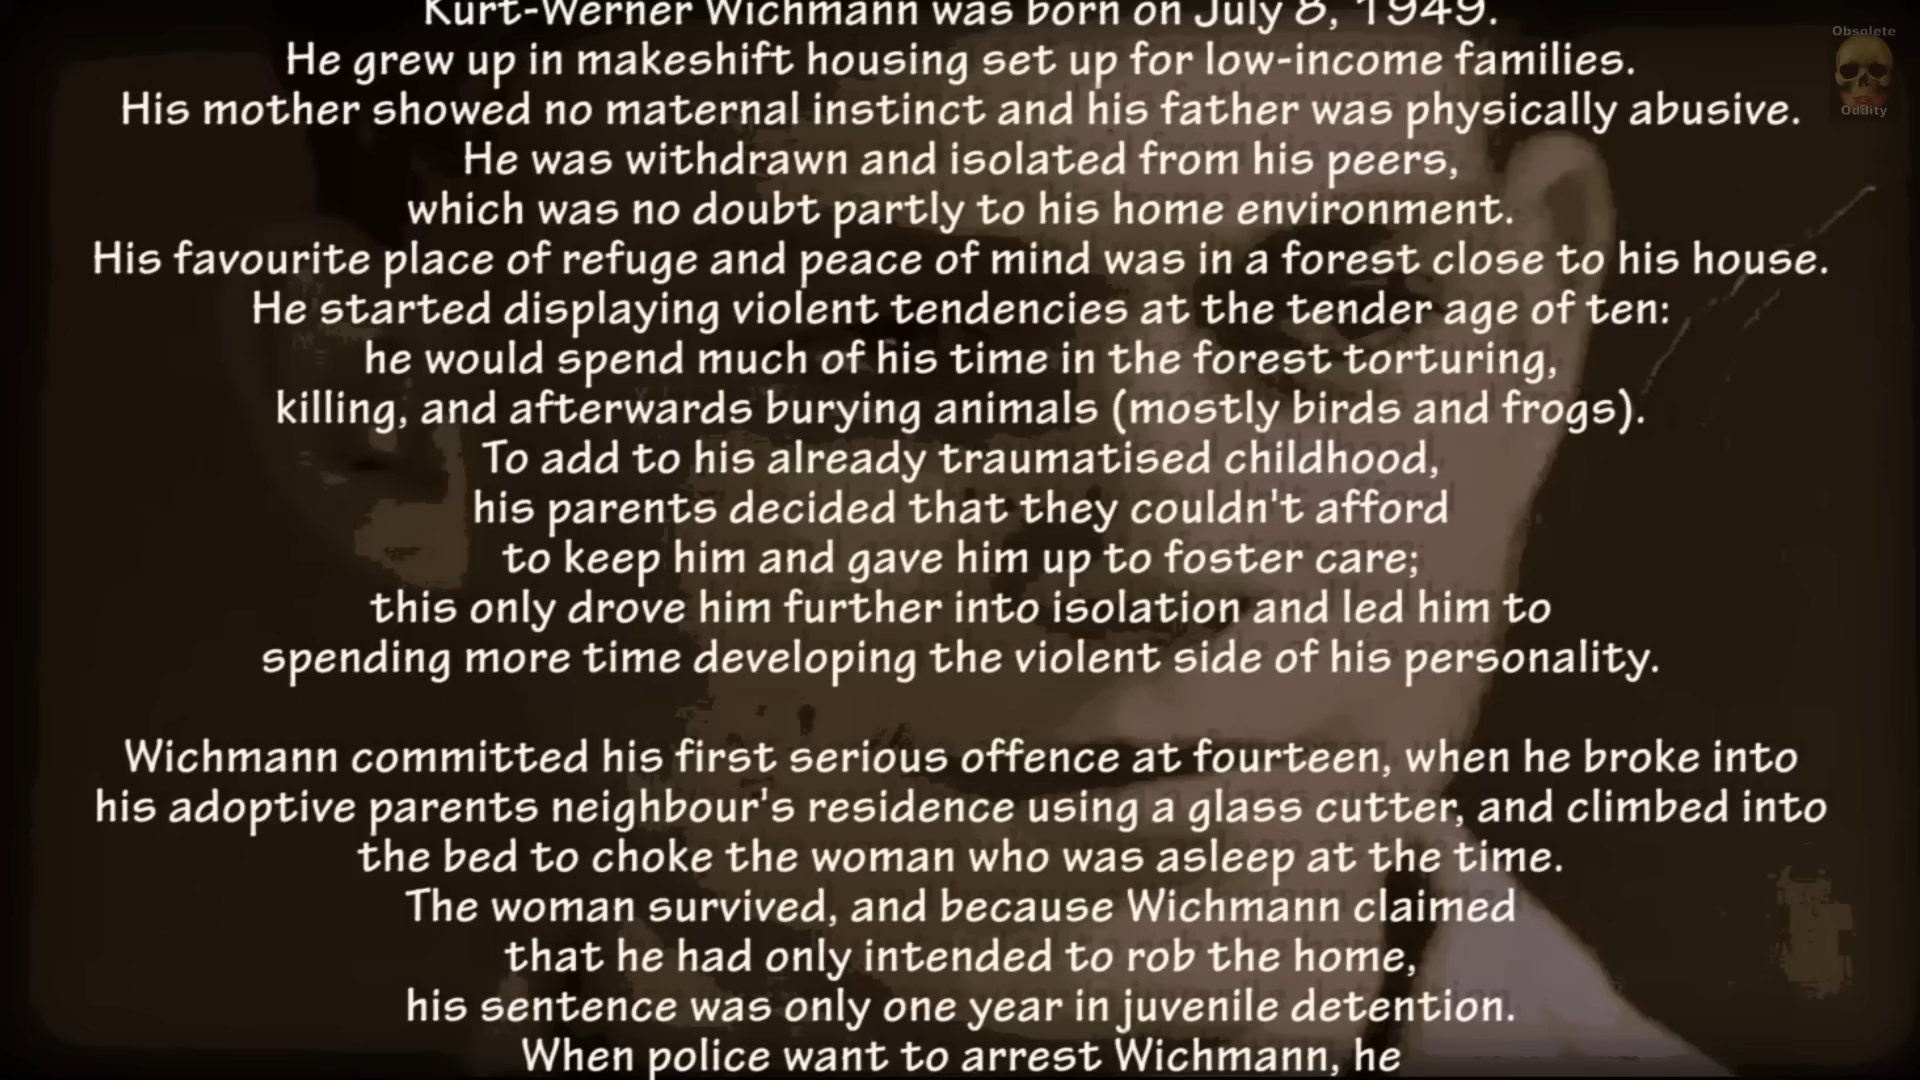 Kurt-Werner Wichmann was born on July 8, 1949.
He grew up in makeshift housing set up for low-income families.
His mother showed no maternal instinct and his father was physically abusive.
He was withdrawn and isolated from his peers,
which was no doubt partly to his home environment.
His favourite place of refuge and peace of mind was in a forest close to his house.
He started displaying violent tendencies at the tender age of ten:
he would spend much of his time in the forest torturing,
killing, and afterwards burying animals (mostly birds and frogs).
To add to his already traumatised childhood,
his parents decided that they couldn't afford
to keep him and gave him up to foster care;
this only drove him further into isolation and led him to
spending more time developing the violent side of his personality.
Wichmann committed his first serious offence at fourteen, when he broke into
his adoptive parents neighbour's residence using a glass cutter, and climbed into
the bed to choke the woman who was asleep at the time.
The woman survived, and because Wichmann claimed
that he had only intended to rob the home,
his sentence was only one year in juvenile detention.
When police want to arrest Wichmann, he
Obsolete
Oddity